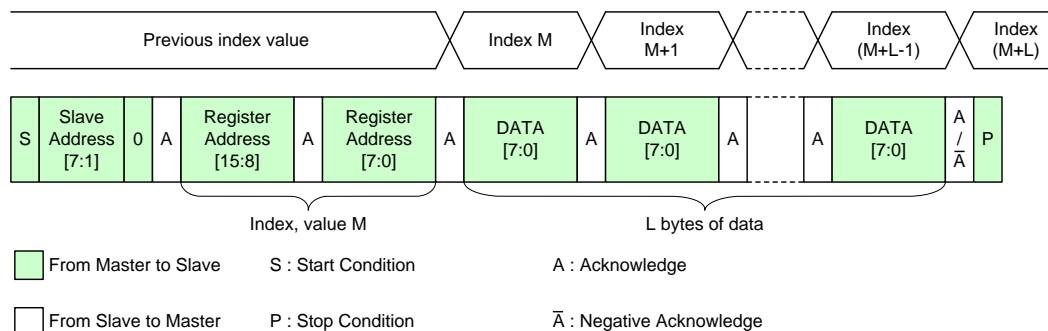 Previous index value
Index M
Index
M+1
Index
(M+L-1)
Index
(M+L)
S
Slave
Address
[7:1]
0
A
Register
Address
[15:8]
A
Register
Address
[7:0]
A
DATA
[7:0]
A
DATA
[7:0]
A
A
DATA
[7:0]
A
/
A̅
P
Index, value M
L bytes of data
From Master to Slave
S : Start Condition
A : Acknowledge
From Slave to Master
P : Stop Condition
A̅ : Negative Acknowledge